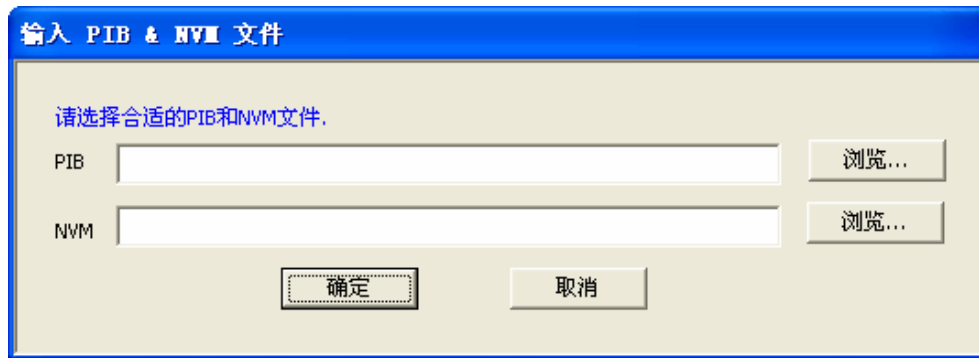 输入 PIB & NVM 文件
请选择合适的PIB和NVM文件.
PIB
浏览...
NVM
浏览...
确定
取消